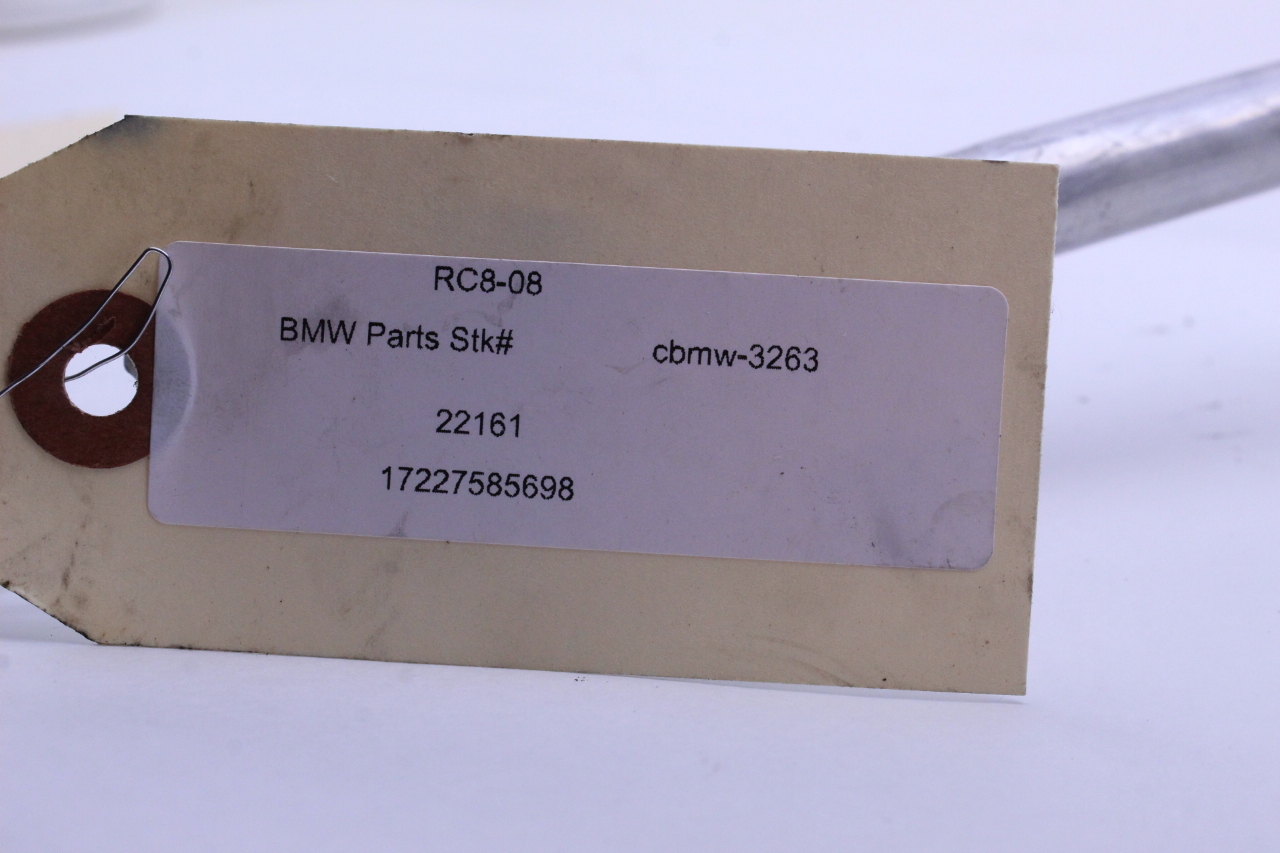 RC8-08
BMW Parts Stk# cbmw-3263
22161
17227585698